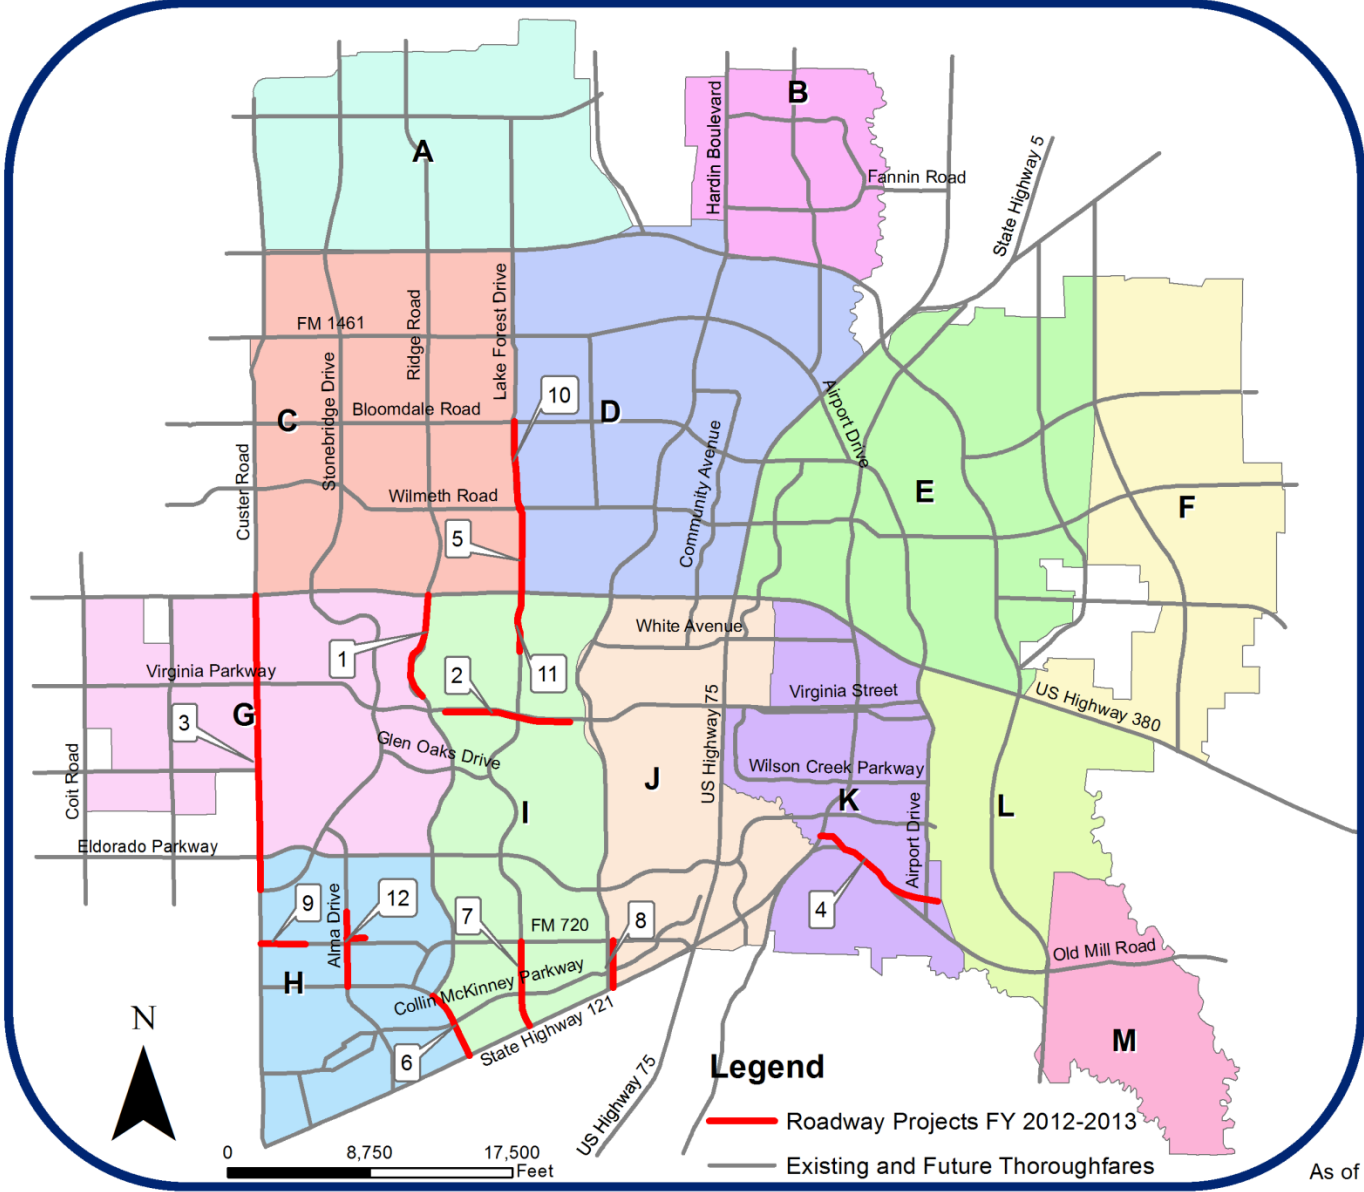 A
B
Hardin Boulevard
Fannin Road
State Highway 5
FM 1461
Stonebridge Drive
Ridge Road
Lake Forest Drive
10
Bloomdale Road
C
D
Airport Drive
Custer Road
Wilmeth Road
Community Avenue
E
F
5
White Avenue
1
Virginia Parkway
2
11
Virginia Street
US Highway 380
G
3
Glen Oaks Drive
Coit Road
US Highway 75
J
Wilson Creek Parkway
K
I
L
Airport Drive
Eldorado Parkway
9
Alma Drive
12
7
FM 720
8
4
H
Collin McKinney Parkway
Old Mill Road
N
6
State Highway 121
M
US Highway 75
Legend
Roadway Projects FY 2012-2013
0 8,750 17,500
Feet
Existing and Future Thoroughfares
As of